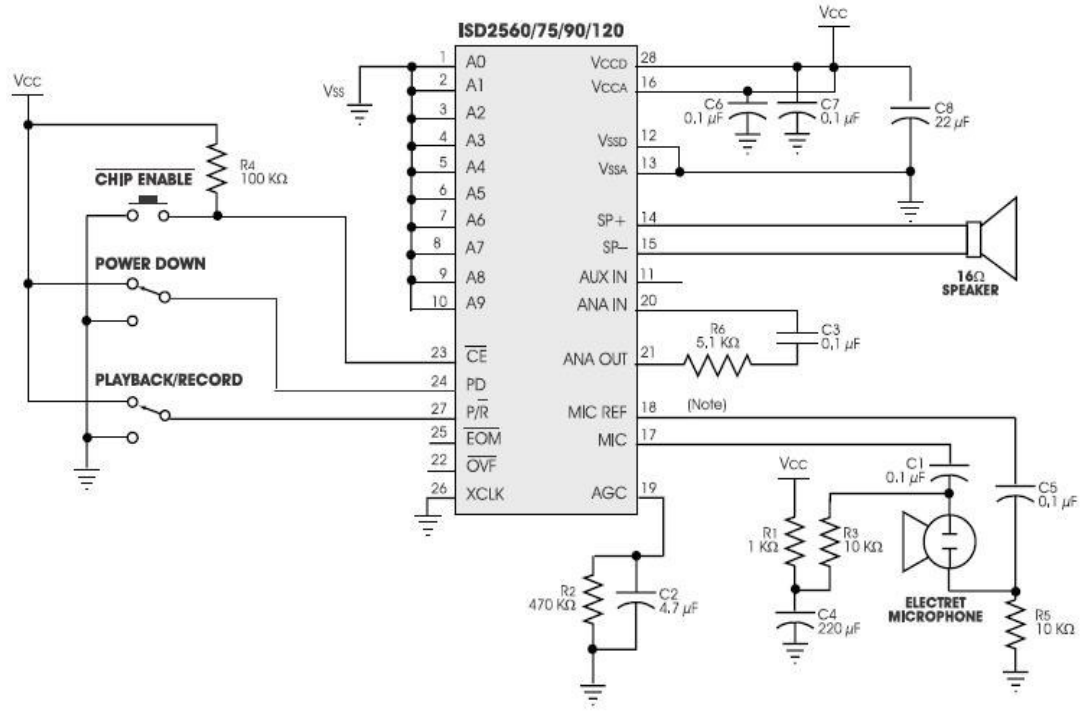 ISD2560/75/90/120
VCC
VSS
1 A0
2 A1
3 A2
4 A3
5 A4
6 A5
7 A6
8 A7
9 A8
10 A9
23 CE
24 PD
27 P/R
25 EOM
22 OVF
26 XCLK
VCCD 28
VCCA 16
VSSD 12
VSSA 13
SP+ 14
SP– 15
AUX IN 11
ANA IN 20
ANA OUT 21
MIC REF 18
MIC 17
AGC 19
VCC
R4
100 KΩ
CHIP ENABLE
POWER DOWN
PLAYBACK/RECORD
C6
0.1 μF
C7
0.1 μF
C8
22 μF
16Ω
SPEAKER
R6
5.1 KΩ
C3
0.1 μF
(Note)
VCC
C1
0.1 μF
C5
0.1 μF
R1
1 KΩ
R3
10 KΩ
R2
470 KΩ
C2
4.7 μF
C4
220 μF
ELECTRET
MICROPHONE
R5
10 KΩ